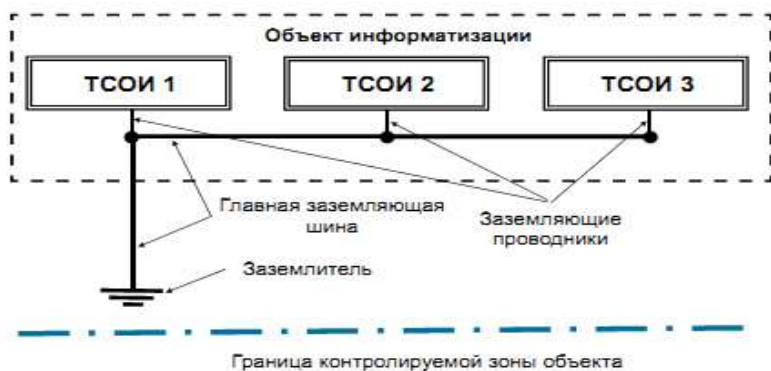 Объект информатизации
ТСОИ 1
ТСОИ 2
ТСОИ 3
Главная заземляющая
шина
Заземляющие
проводники
Заземлитель
Граница контролируемой зоны объекта